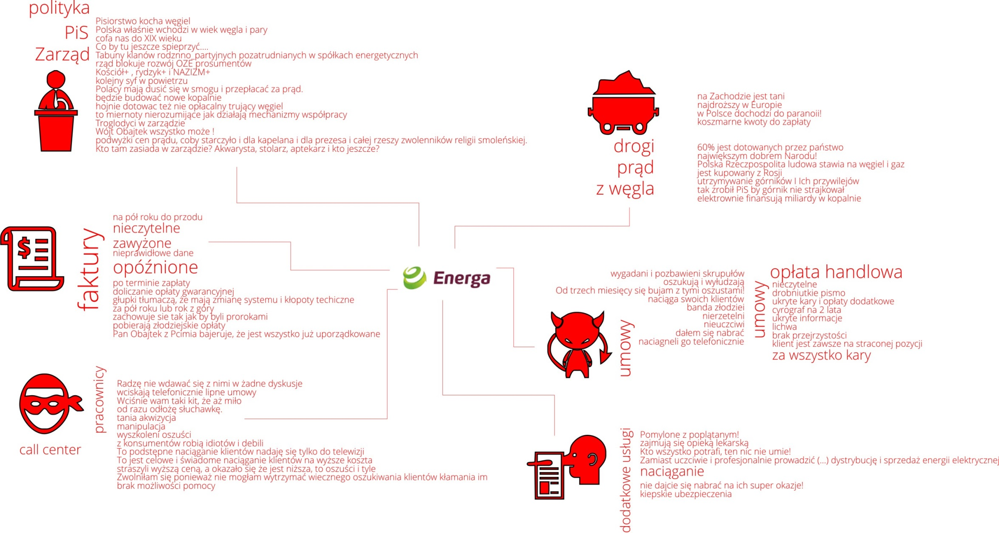 polityka
PiS
Zarząd
Pisiorstwo kocha węgiel
Polska właśnie wchodzi w wiek węgla i pary
cofa nas do XIX wieku
Co by tu jeszcze spieprzyć....
Tabuny klanów rodznno_partyjnych pozatrudnianych w spółkach energetycznych
rząd blokuje rozwój OZE prosumentów
Kościół+ , rydzyk+ i NAZIZM+
kolejny syf w powietrzu
Polacy mają dusić się w smogu i przepłacać za prąd.
będzie budować nowe kopalnie
hojnie dotowac też nie opłacalny trujący węgiel
to miernoty nierozumijące jak działają mechanizmy współpracy
Troglodyci w zarządzie
Wójt Obajtek wszystko może !
podwyżki cen prądu, coby starczyło i dla kapelana i dla prezesa i całej rzeszy zwolenników religii smoleńskiej.
Kto tam zasiada w zarządzie? Akwarysta, stolarz, aptekarz i kto jeszcze?
drogi
prąd
z węgla
na Zachodzie jest tani
najdroższy w Europie
w Polsce dochodzi do paranoii!
koszmarne kwoty do zapłaty
60% jest dotowanych przez państwo
największym dobrem Narodu!
Polska Rzeczpospolita ludowa stawia na węgiel i gaz
jest kupowany z Rosji
utrzymywanie górników I Ich przywilejów
tak zrobił PiS by górnik nie strajkował
elektrownie finansują miliardy w kopalnie
$
faktury
na pół roku do przodu
nieczytelne
zawyżone
nieprawidłowe dane
opóźnione
po terminie zapłaty
doliczanie opłaty gwarancyjnej
głupki tłumaczą, że mają zmianę systemu i kłopoty techiczne
za pół roku lub rok z góry
zachowuje sie tak jak by byli prorokami
pobierają złodziejskie opłaty
Pan Obajtek z Pcimia bajeruje, że jest wszystko już uporządkowane
Energa
umowy
wygadani i pozbawieni skrupułów
oszukują i wyłudzają
Od trzech miesięcy się bujam z tymi oszustami!
naciąga swoich klientów
banda złodziei
nierzetelni
nieuczciwi
dałem się nabrać
naciagneli go telefonicznie
umowy
opłata handlowa
nieczytelne
drobniutkie pismo
ukryte kary i opłaty dodatkowe
cyrograf na 2 lata
ukryte informacje
lichwa
brak przejrzystości
klient jest zawsze na straconej pozycji
za wszystko kary
call center
pracownicy
Radzę nie wdawać się z nimi w żadne dyskusje
wciskają telefonicznie lipne umowy
Wciśnie wam taki kit, że aż miło
od razu odłożę słuchawkę.
tania akwizycja
manipulacja
wyszkoleni oszuści
z konsumentów robią idiotów i debili
To podstępne naciąganie klientów nadaję się tylko do telewizji
To jest celowe i świadome naciąganie klientów na wyższe koszta
straszyli wyższą ceną, a okazało się że jest niższa, to oszuści i tyle
Zwolniłam się ponieważ nie mogłam wytrzymać wiecznego oszukiwania klientów kłamania im
brak możliwości pomocy
dodatkowe usługi
Pomylone z poplątanym!
zajmują się opieką lekarską
Kto wszystko potrafi, ten nic nie umie!
Zamiast uczciwie i profesjonalnie prowadzić (...) dystrybucję i sprzedaż energii elektrycznej
naciąganie
nie dajcie się nabrać na ich super okazje!
kiepskie ubezpieczenia